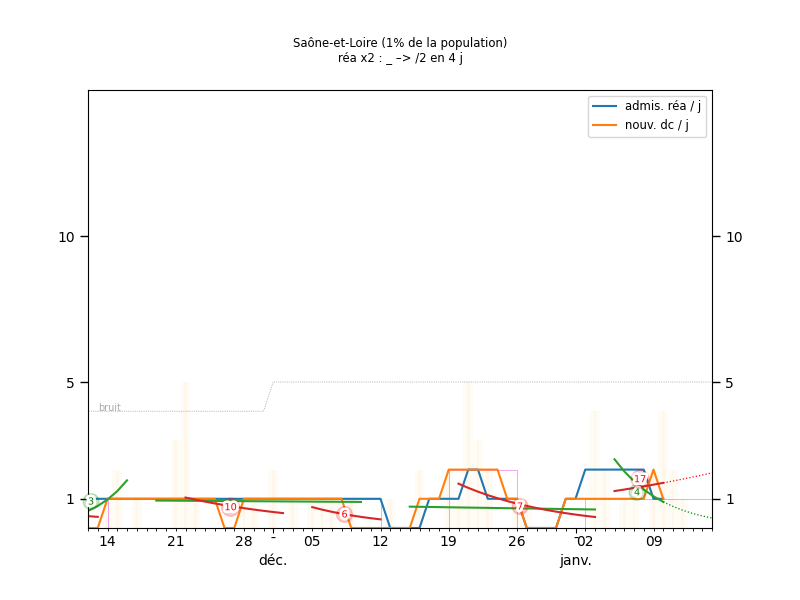 Saône-et-Loire (1% de la population)
réa x2 : _ –> /2 en 4 j
admis. réa / j
nouv. dc / j
10 10
5 5
bruit
1 1
3 10 6 7 17 4
14 21 28 - 05 12 19 26 -02 09
déc. janv.